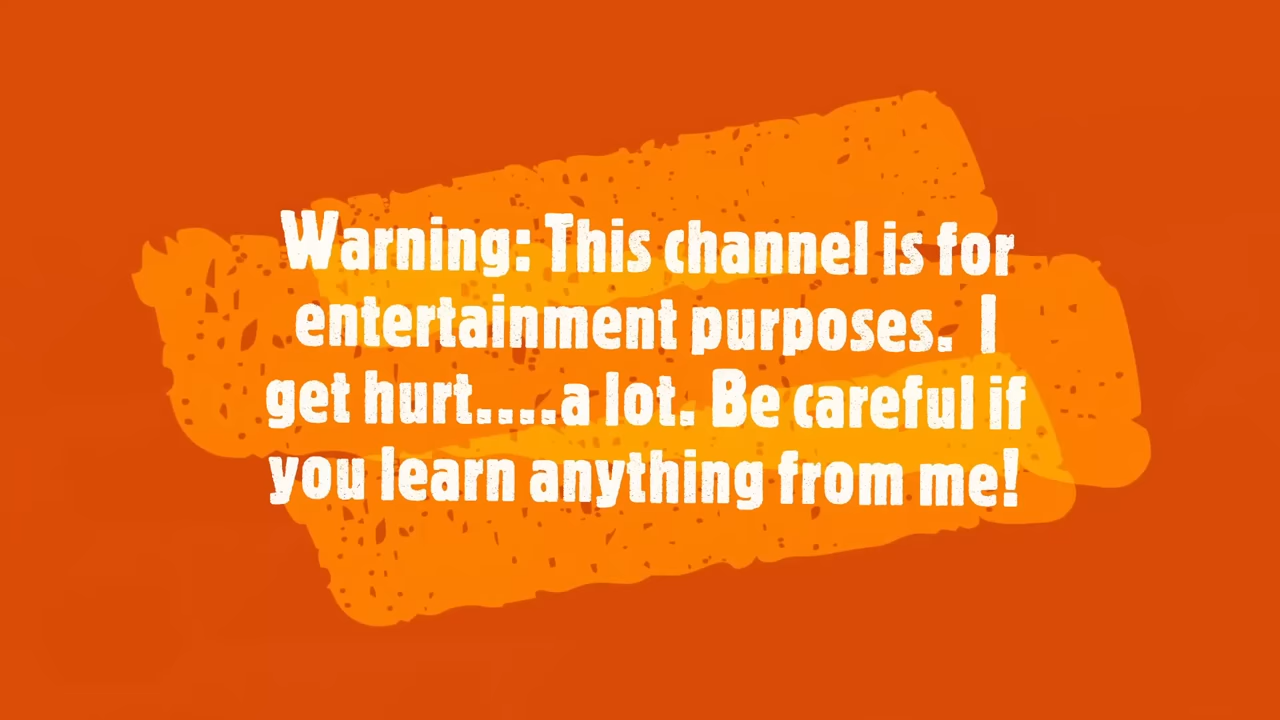 Warning: This channel is for
entertainment purposes.  I
get hurt....a lot. Be careful if
you learn anything from me!